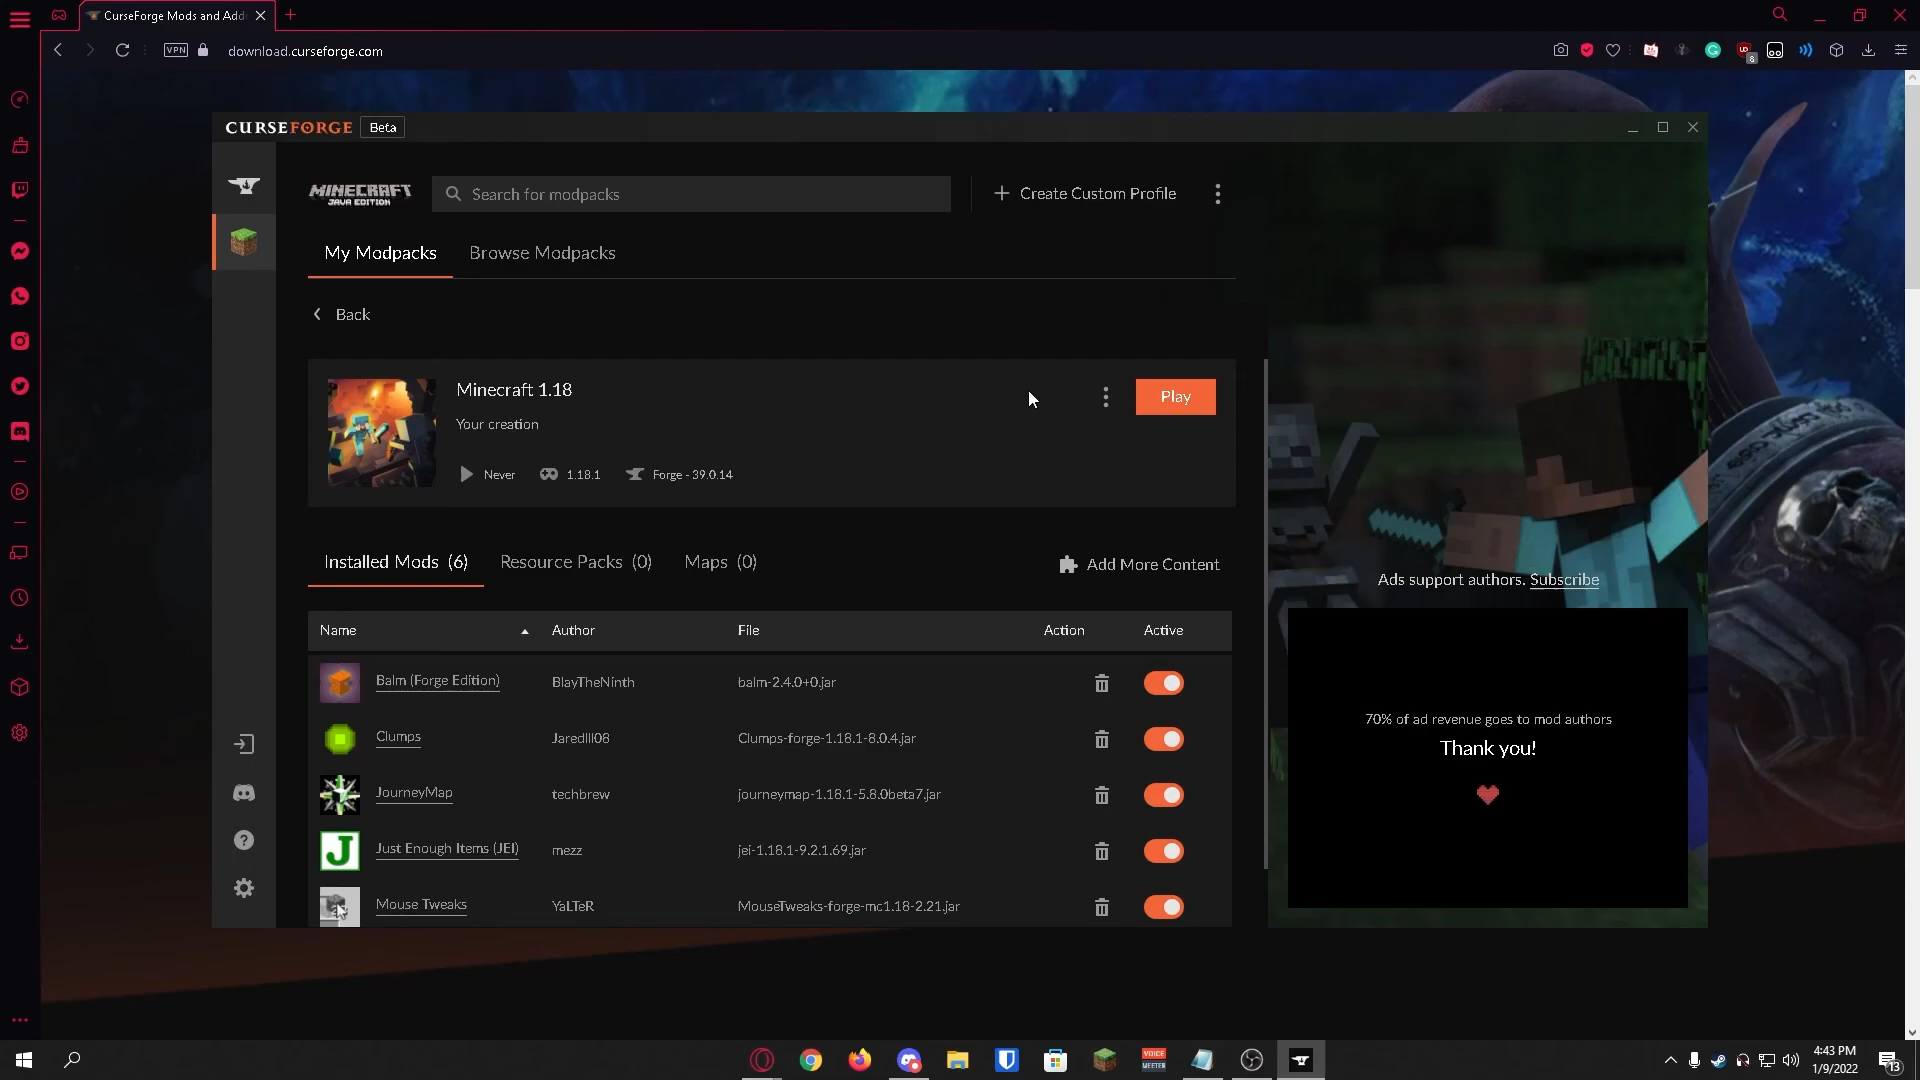 CurseForge Mods and Add
VPN
download.curseforge.com
CURSEFORGE
Beta
MINECRAFT
JAVA EDITION
Search for modpacks
Create Custom Profile
My Modpacks
Browse Modpacks
Back
Minecraft 1.18
Your creation
Never
1.18.1
Forge - 39.0.14
Play
Installed Mods (6)
Resource Packs (0)
Maps (0)
Add More Content
Name
Author
File
Action
Active
Balm (Forge Edition)
BlayTheNinth
balm-2.4.0+0.jar
Clumps
Jaredlll08
Clumps-forge-1.18.1-8.0.4.jar
JourneyMap
techbrew
journeymap-1.18.1-5.8.0beta7.jar
J
Just Enough Items (JEI)
mezz
jei-1.18.1-9.2.1.69.jar
Mouse Tweaks
YaLTeR
MouseTweaks-forge-mc1.18-2.21.jar
Ads support authors. Subscribe
70% of ad revenue goes to mod authors
Thank you!
VOICE
MEETER
4:43 PM
1/9/2022
13